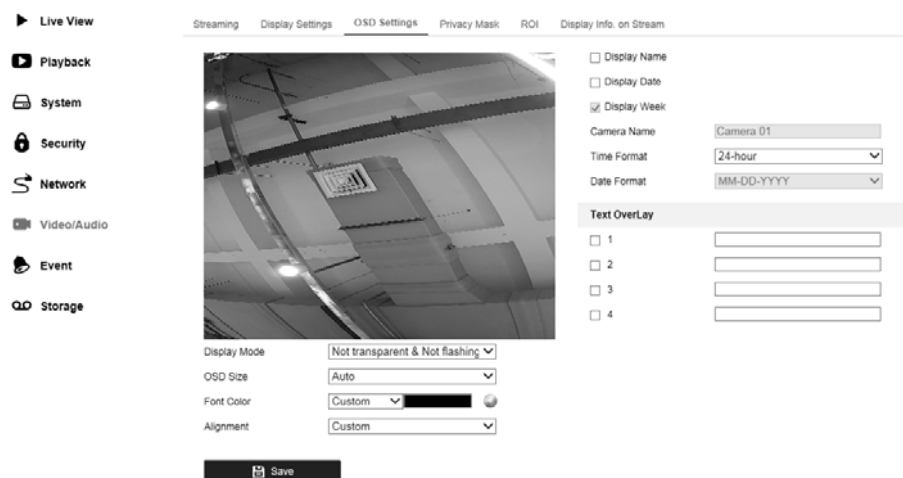 Live View
Playback
System
Security
Network
Video/Audio
Event
Storage
Streaming Display Settings OSD Settings Privacy Mask ROI Display Info. on Stream
Display Name
Display Date
Display Week
Camera Name Camera 01
Time Format 24-hour
Date Format MM-DD-YYYY
Text OverLay
1
2
3
4
Display Mode Not transparent & Not flashing
OSD Size Auto
Font Color Custom
Alignment Custom
Save